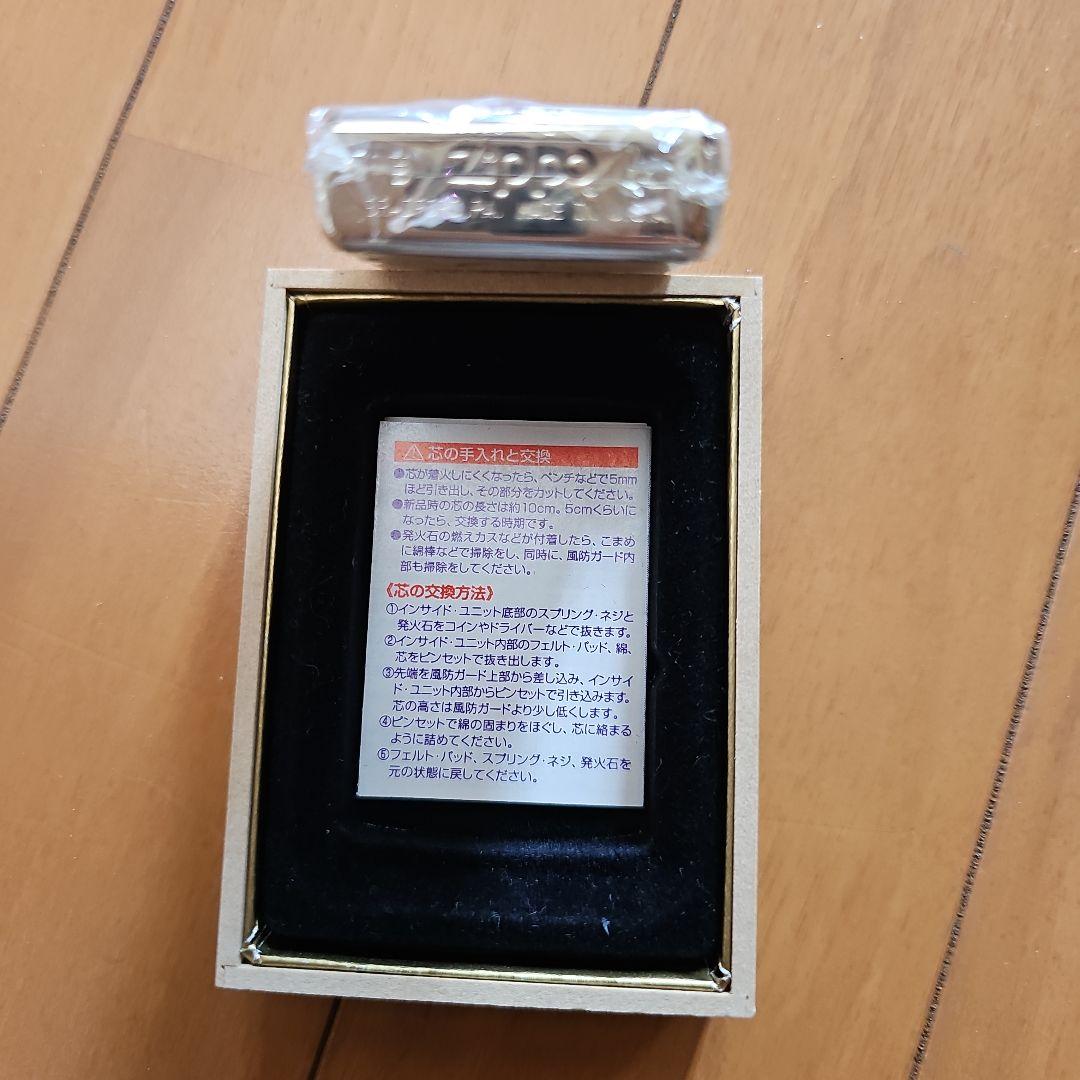 Zippo
PA. MADE IN U.S.A.
芯の手入れと交換
●芯が着火しにくくなったら、ペンチなどで5mm
ほど引き出し、その部分をカットしてください。
●新品時の芯の長さは約10cm。5cmくらいに
なったら、交換する時期です。
●発火石の燃えカスなどが付着したら、こまめ
に綿棒などで掃除をし、同時に、風防ガード内
部も掃除をしてください。
《芯の交換方法》
①インサイド・ユニット底部のスプリング・ネジと
発火石をコインやドライバーなどで抜きます。
②インサイド・ユニット内部のフェルト・パッド、綿、
芯をピンセットで抜き出します。
③先端を風防ガード上部から差し込み、インサイ
ド・ユニット内部からピンセットで引き込みます。
芯の高さは風防ガードより少し低くします。
④ピンセットで綿の固まりをほぐし、芯に絡まる
ように詰めてください。
⑤フェルト・パッド、スプリング・ネジ、発火石を
元の状態に戻してください。